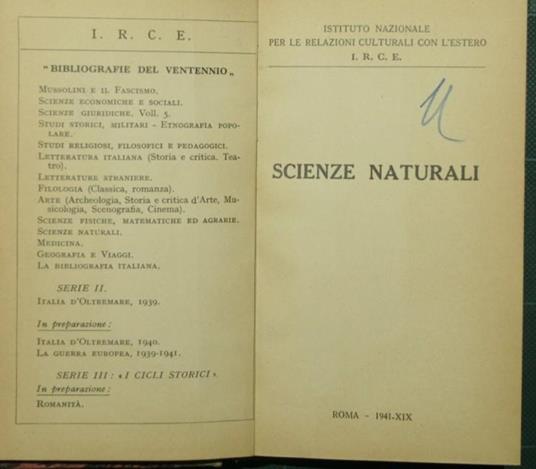 I. R. C. E.
"BIBLIOGRAFIE DEL VENTENNIO„
MUSSOLINI E IL FASCISMO.
SCIENZE ECONOMICHE E SOCIALI.
SCIENZE GIURIDICHE. Voll. 5.
STUDI STORICI, MILITARI - ETNOGRAFIA POPO-
LARE.
STUDI RELIGIOSI, FILOSOFICI E PEDAGOGICI.
LETTERATURA ITALIANA (Storia e critica. Tea-
tro).
LETTERATURE STRANIERE.
FILOLOGIA (Classica, romanza).
ARTE (Archeologia, Storia e critica d'Arte, Mu-
sicologia, Scenografia, Cinema).
SCIENZE FISICHE, MATEMATICHE ED AGRARIE.
SCIENZE NATURALI.
MEDICINA.
GEOGRAFIA E VIAGGI.
LA BIBLIOGRAFIA ITALIANA.
SERIE II.
ITALIA D'OLTREMARE, 1939.
In preparazione:
ITALIA D'OLTREMARE, 1940.
LA GUERRA EUROPEA, 1939-1941.
SERIE III: «I CICLI STORICI».
In preparazione:
ROMANITÀ.
ISTITUTO NAZIONALE
PER LE RELAZIONI CULTURALI CON L'ESTERO
I. R. C. E.
SCIENZE NATURALI
ROMA - 1941-XIX